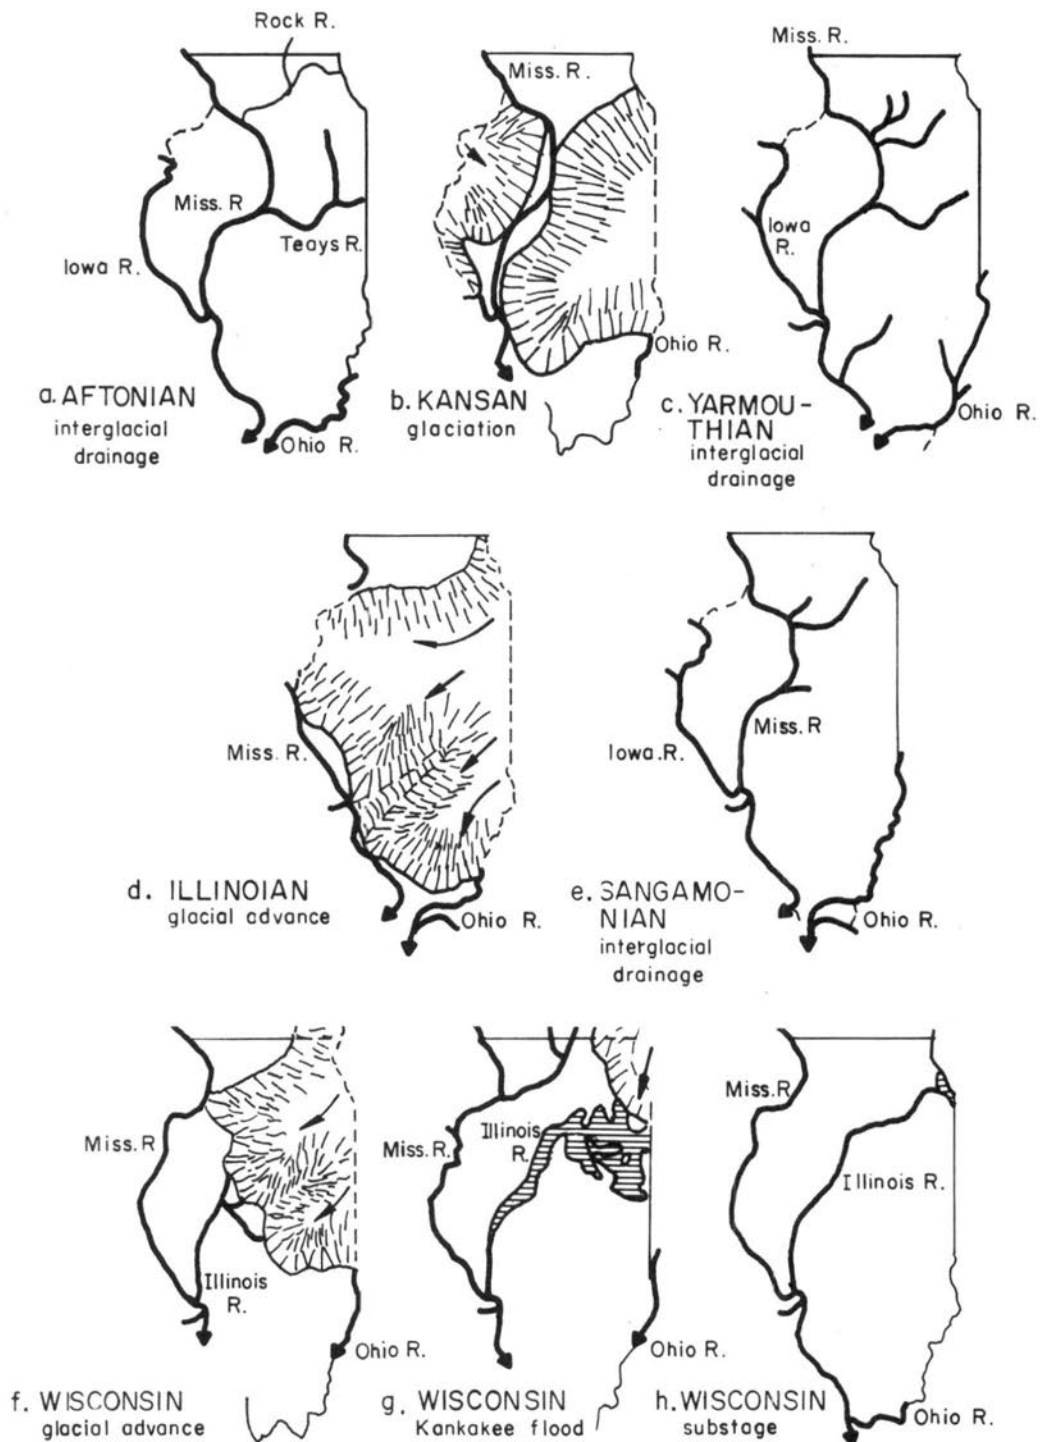 Rock R.
Miss. R
Teays R.
Iowa R.
Ohio R.
a. AFTONIAN
interglacial
drainage
Miss. R.
Ohio R.
b. KANSAN
glaciation
Miss. R.
Iowa
R.
Ohio R.
c. YARMOU-
THIAN
interglacial
drainage
Miss. R.
Ohio R.
d. ILLINOIAN
glacial advance
Miss. R
Iowa.R.
Ohio R.
e. SANGAMO-
NIAN
interglacial
drainage
Miss. R
Illinois
R.
Ohio R.
f. WISCONSIN
glacial advance
Miss. R.
Illinois
R.
Ohio R.
g. WISCONSIN
Kankakee flood
Miss. R
Illinois R.
Ohio R.
h. WISCONSIN
substage